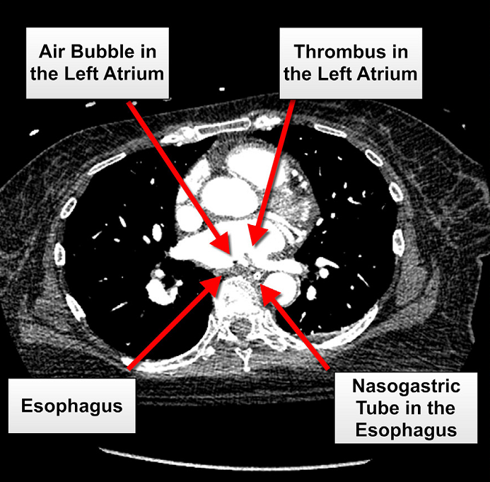 Air Bubble in
the Left Atrium
Thrombus in
the Left Atrium
Esophagus
Nasogastric
Tube in the
Esophagus